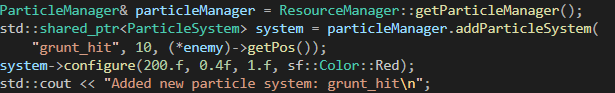 ParticleManager& particleManager = ResourceManager::getParticleManager();
std::shared_ptr<ParticleSystem> system = particleManager.addParticleSystem(
    "grunt_hit", 10, (*enemy)->getPos());
system->configure(200.f, 0.4f, 1.f, sf::Color::Red);
std::cout << "Added new particle system: grunt_hit\n";